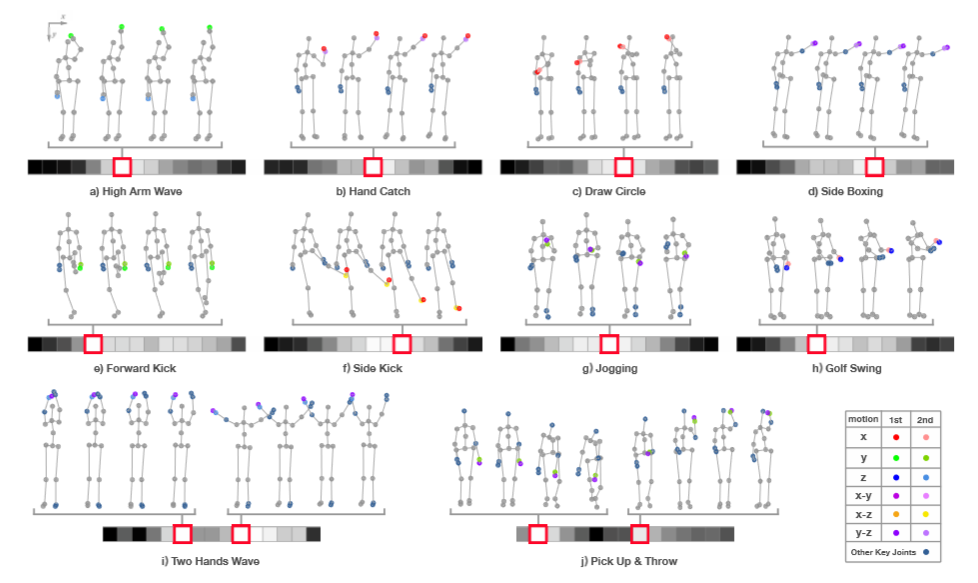 x
y
a) High Arm Wave
b) Hand Catch
c) Draw Circle
d) Side Boxing
e) Forward Kick
f) Side Kick
g) Jogging
h) Golf Swing
i) Two Hands Wave
j) Pick Up & Throw
motion 1st 2nd
x
y
z
x-y
x-z
y-z
Other Key Joints